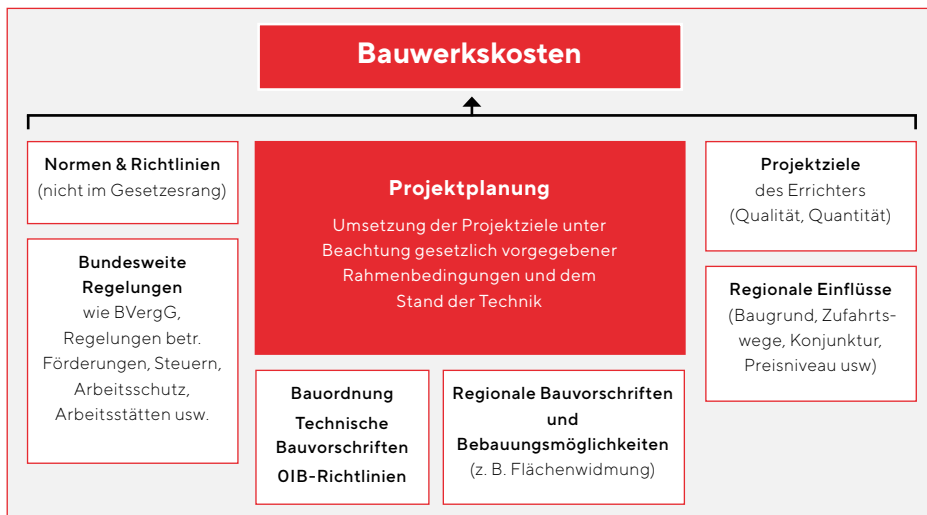 Bauwerkskosten
Normen & Richtlinien
(nicht im Gesetzesrang)
Bundesweite
Regelungen
wie BVergG,
Regelungen betr.
Förderungen, Steuern,
Arbeitsschutz,
Arbeitsstätten usw.
Projektplanung
Umsetzung der Projektziele unter
Beachtung gesetzlich vorgegebener
Rahmenbedingungen und dem
Stand der Technik
Bauordnung
Technische
Bauvorschriften
OIB-Richtlinien
Regionale Bauvorschriften
und
Bebauungsmöglichkeiten
(z. B. Flächenwidmung)
Projektziele
des Errichters
(Qualität, Quantität)
Regionale Einflüsse
(Baugrund, Zufahrts-
wege, Konjunktur,
Preisniveau usw)